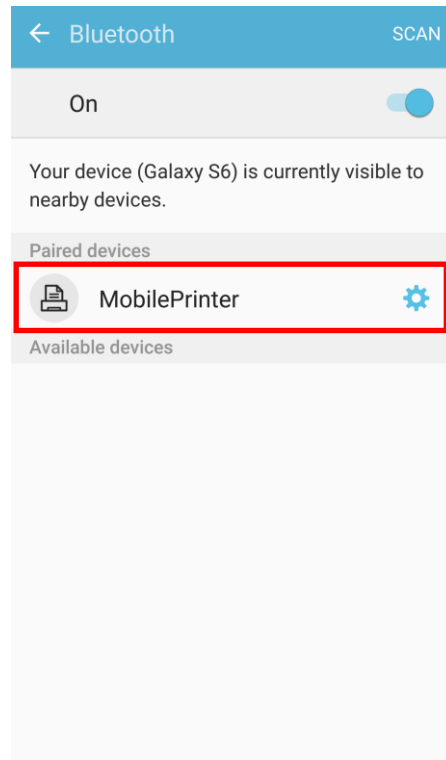 Bluetooth SCAN
On
Your device (Galaxy S6) is currently visible to
nearby devices.
Paired devices
MobilePrinter
Available devices